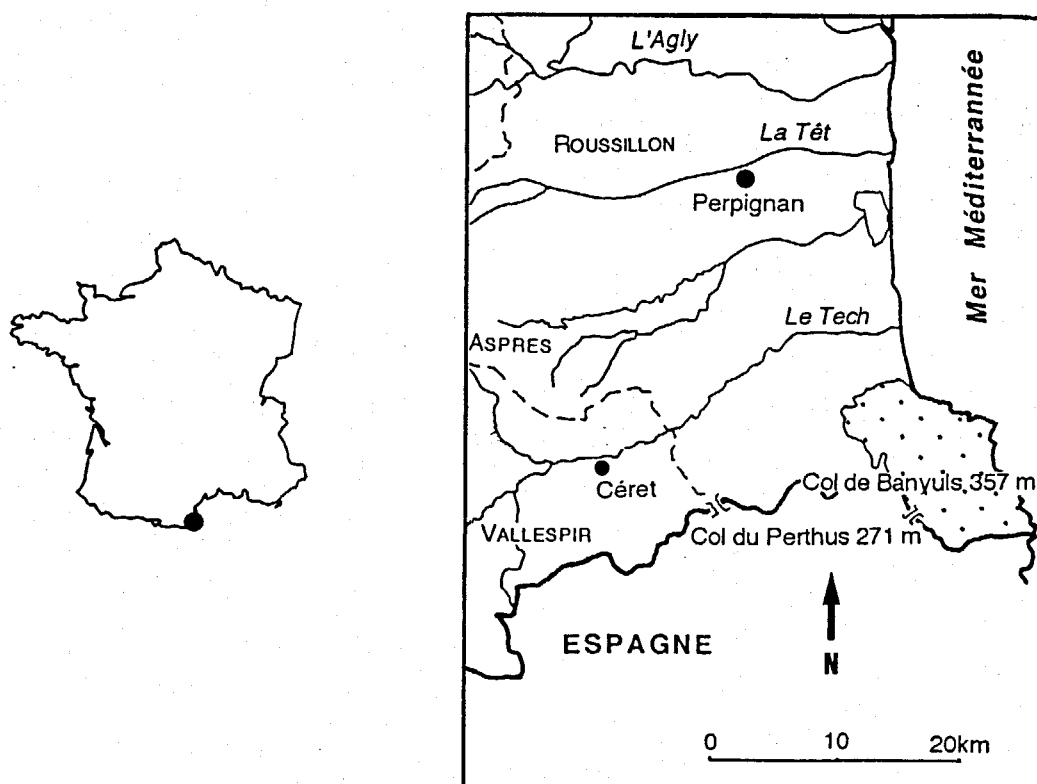 L'Agly
La Têt
ROUSSILLON
Perpignan
Mer Méditerrannée
Le Tech
ASPRES
Céret
Col de Banyuls 357 m
VALLESPIR
Col du Perthus 271 m
ESPAGNE
N
0 10 20km